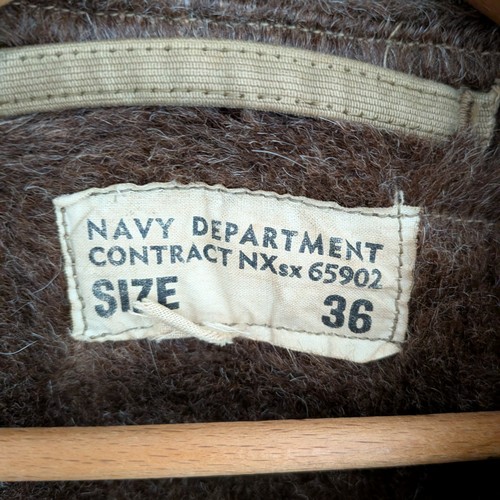 NAVY DEPARTMENT
CONTRACT NXsx 65902
SIZE 36